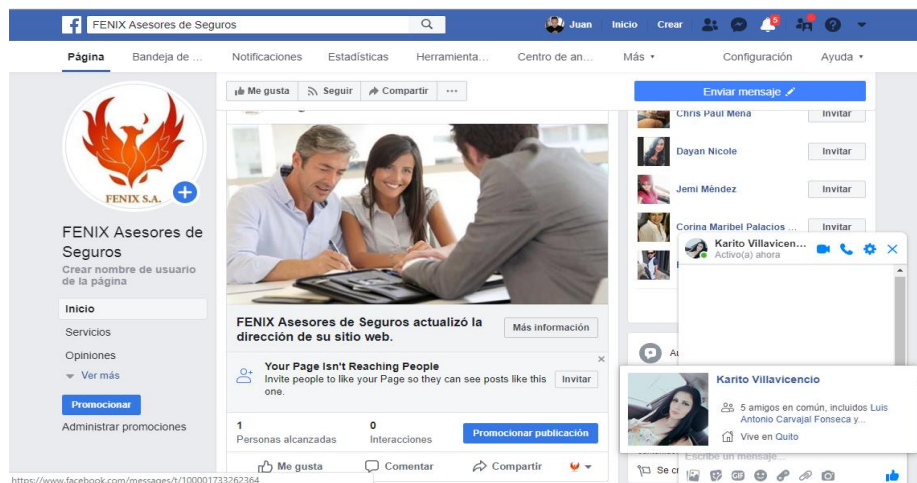 FENIX Asesores de Seguros
Juan
Inicio
Crear
5
Página
Bandeja de ...
Notificaciones
Estadísticas
Herramienta...
Centro de an...
Más
Configuración
Ayuda
FENIX S.A.
FENIX Asesores de
Seguros
Crear nombre de usuario
de la página
Inicio
Servicios
Opiniones
Ver más
Promocionar
Administrar promociones
https://www.facebook.com/messages/t/100001733262364
Me gusta
Seguir
Compartir
...
FENIX Asesores de Seguros actualizó la
dirección de su sitio web.
Más información
Your Page Isn't Reaching People
Invite people to like your Page so they can see posts like this
one.
Invitar
1
Personas alcanzadas
0
Interacciones
Promocionar publicación
Me gusta
Comentar
Compartir
Enviar mensaje
Chris Paul Mena
Invitar
Dayan Nicole
Invitar
Jemi Méndez
Invitar
Corina Maribel Palacios ...
Invitar
Karito Villavicen...
Activo(a) ahora
Karito Villavicencio
5 amigos en común, incluidos Luis
Antonio Carvajal Fonseca y...
Vive en Quito
Escribe un mensaje...
Se cr
GIF